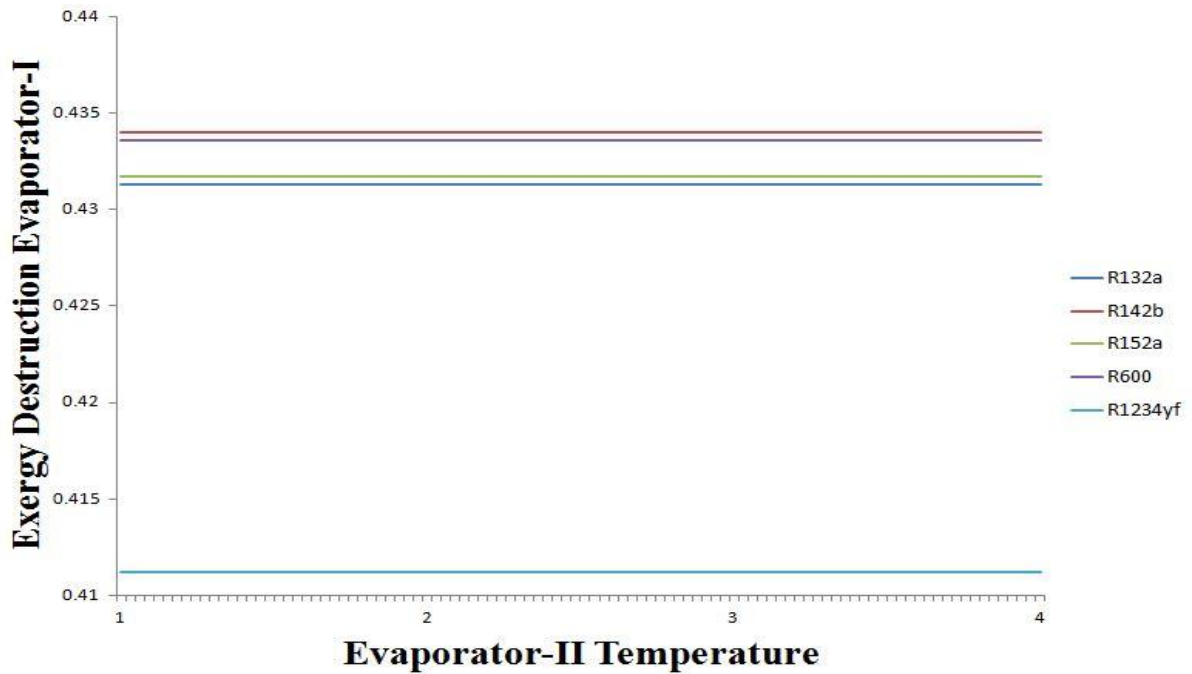 Exergy Destruction Evaporator-I
0.44
0.435
0.43
0.425
0.42
0.415
0.41
1 2 3 4
Evaporator-II Temperature
R132a
R142b
R152a
R600
R1234yf